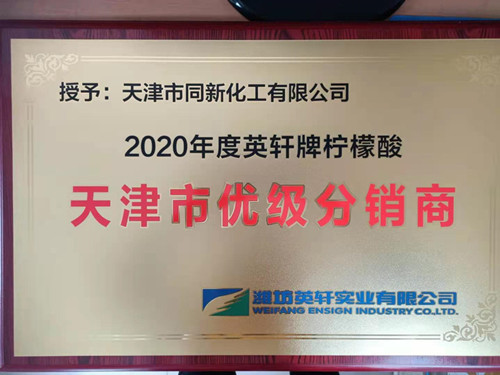 授予：天津市同新化工有限公司
2020年度英轩牌柠檬酸
天津市优级分销商
潍坊英轩实业有限公司
WEIFANG ENSIGN INDUSTRY CO.,LTD.